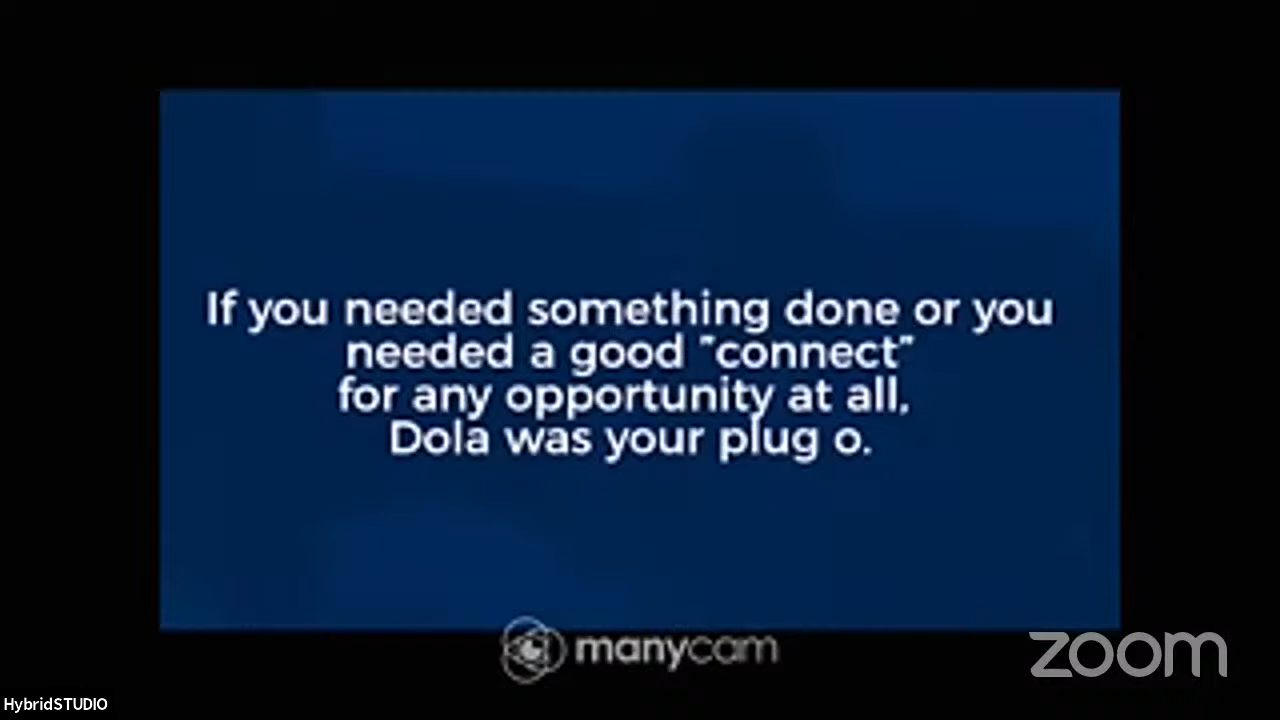 If you needed something done or you
needed a good "connect"
for any opportunity at all,
Dola was your plug o.
manycam
zoom
HybridSTUDIO